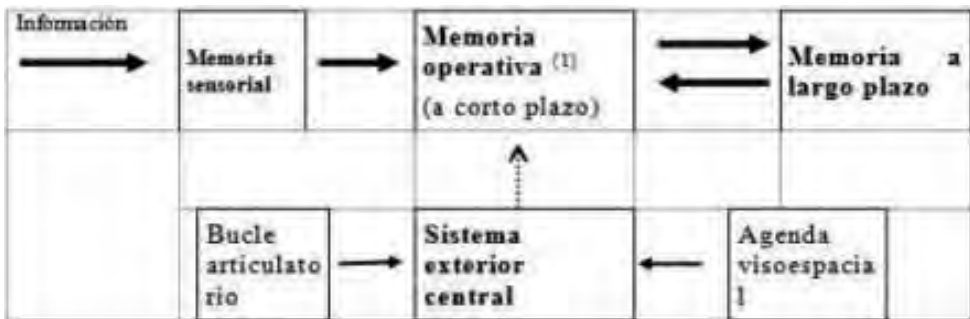 Información
Memoria
sensorial
Memoria
operativa (1)
(a corto plazo)
Memoria a
largo plazo
Bucle
articulato
rio
Sistema
exterior
central
Agenda
visoespacia
l